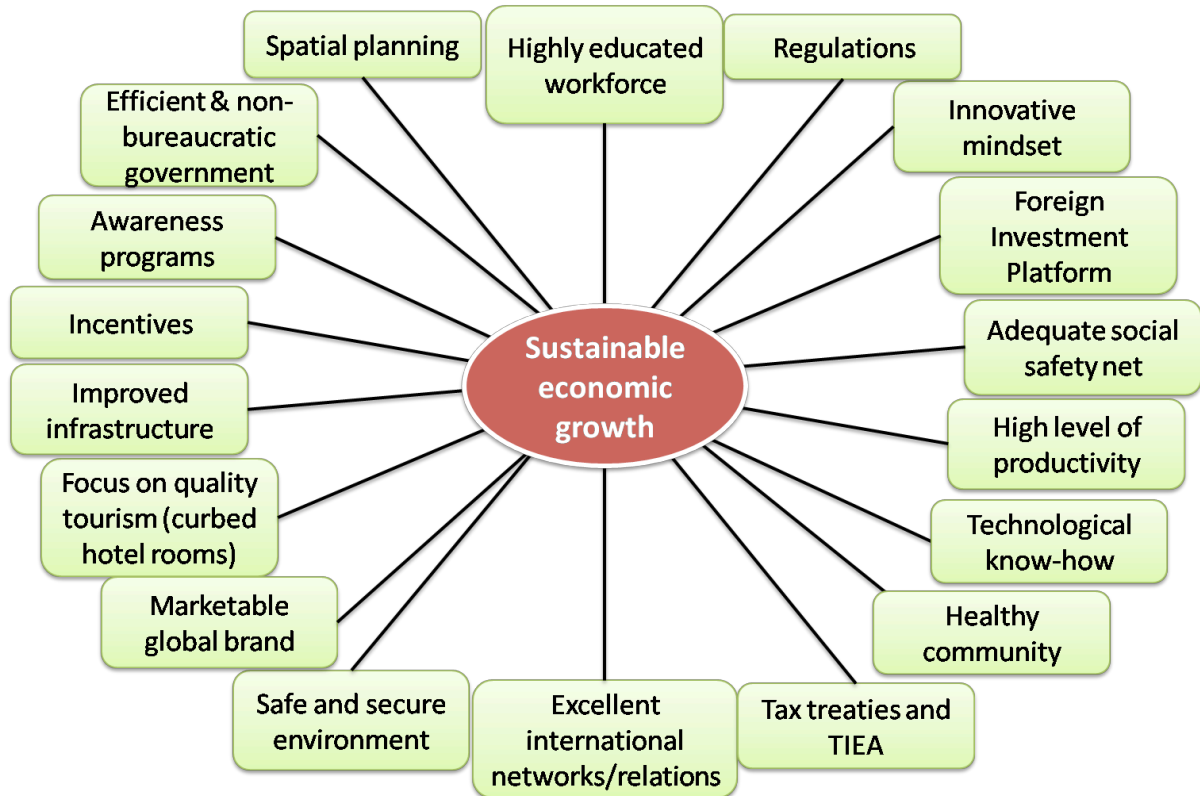 Spatial planning
Highly educated
workforce
Regulations
Efficient & non-
bureaucratic
government
Innovative
mindset
Awareness
programs
Foreign
Investment
Platform
Incentives
Sustainable
economic
growth
Adequate social
safety net
Improved
infrastructure
High level of
productivity
Focus on quality
tourism (curbed
hotel rooms)
Technological
know-how
Marketable
global brand
Healthy
community
Safe and secure
environment
Excellent
international
networks/relations
Tax treaties and
TIEA